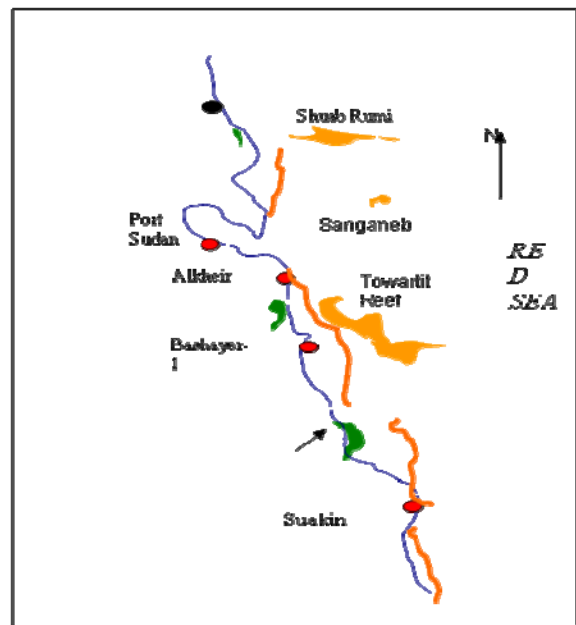 Shuab Rumi
N
Port
Sudan
Sanganeb
RE
D
SEA
Alkheir
Towartit
Reef
Bashayer-
1
Suakin